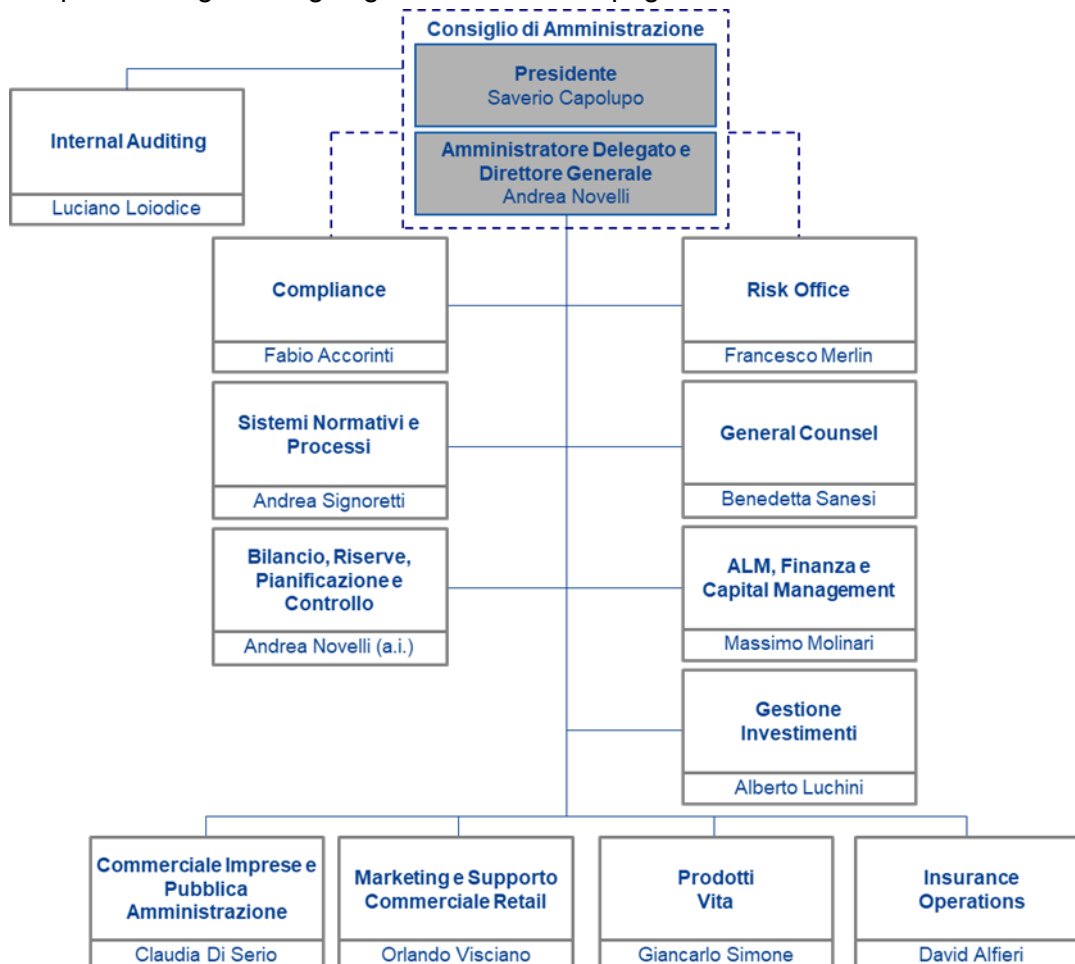 Consiglio di Amministrazione
Presidente
Saverio Capolupo
Internal Auditing
Luciano Loiodice
Amministratore Delegato e
Direttore Generale
Andrea Novelli
Compliance
Fabio Accorinti
Risk Office
Francesco Merlin
Sistemi Normativi e
Processi
Andrea Signoretti
General Counsel
Benedetta Sanesi
Bilancio, Riserve,
Pianificazione e
Controllo
Andrea Novelli (a.i.)
ALM, Finanza e
Capital Management
Massimo Molinari
Gestione
Investimenti
Alberto Luchini
Commerciale Imprese e
Pubblica
Amministrazione
Claudia Di Serio
Marketing e Supporto
Commerciale Retail
Orlando Visciano
Prodotti
Vita
Giancarlo Simone
Insurance
Operations
David Alfieri